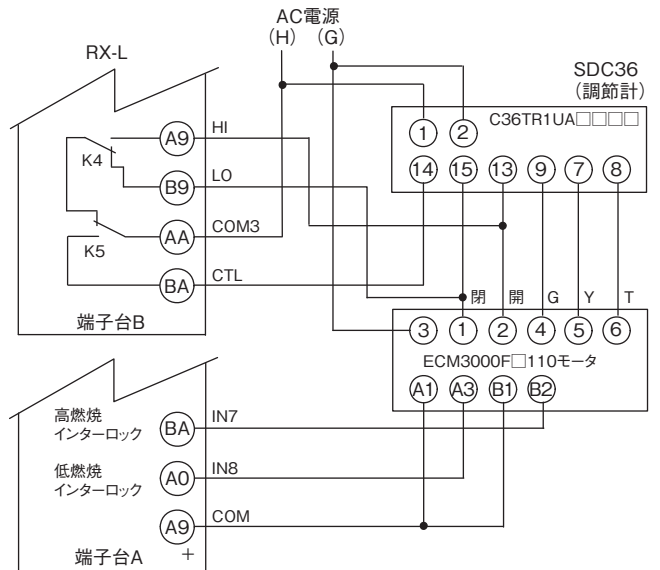 AC電源
(H) (G)
RX-L
SDC36
(調節計)
C36TR1UA□□□□
1 2
14 15 13 9 7 8
K4
K5
A9 HI
B9 LO
AA COM3
BA CTL
端子台B
閉 開 G Y T
3 1 2 4 5 6
ECM3000F□110モータ
A1 A3 B1 B2
高燃焼
インターロック
BA IN7
低燃焼
インターロック
A0 IN8
A9 COM
端子台A +